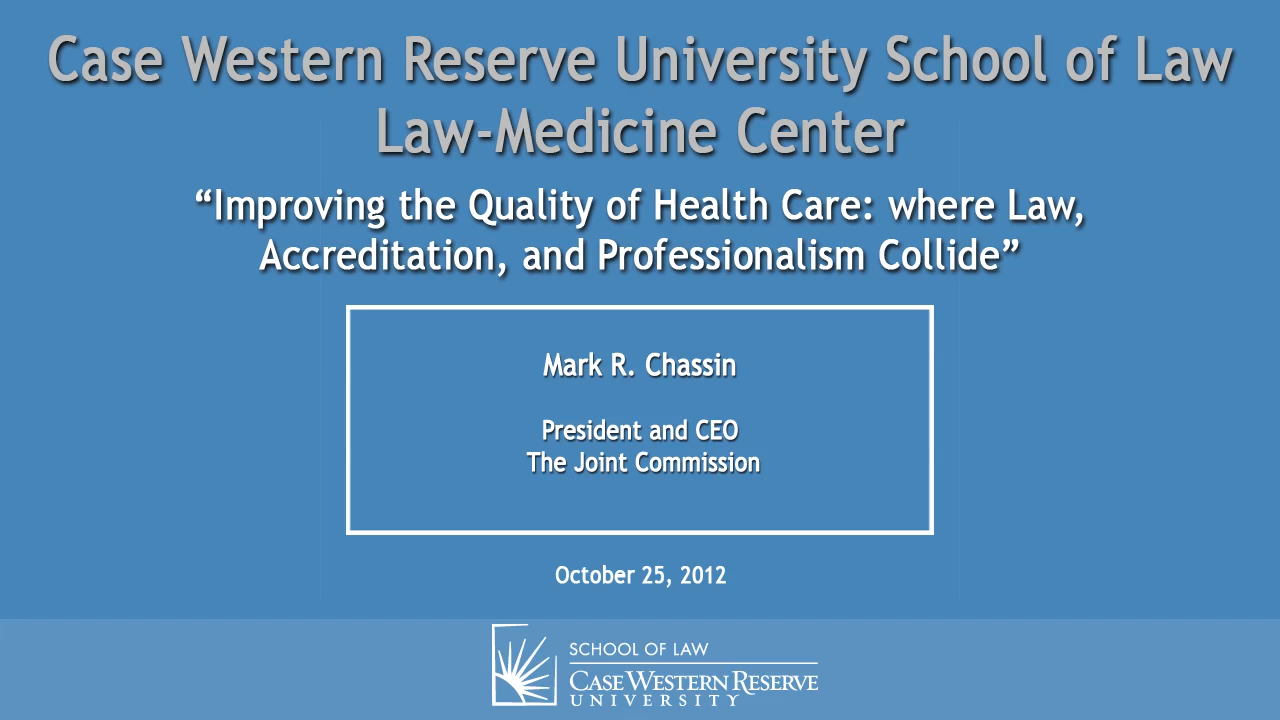 Case Western Reserve University School of Law
Law-Medicine Center
“Improving the Quality of Health Care: where Law,
Accreditation, and Professionalism Collide”
Mark R. Chassin
President and CEO
The Joint Commission
October 25, 2012
SCHOOL OF LAW
CASE WESTERN RESERVE
UNIVERSITY